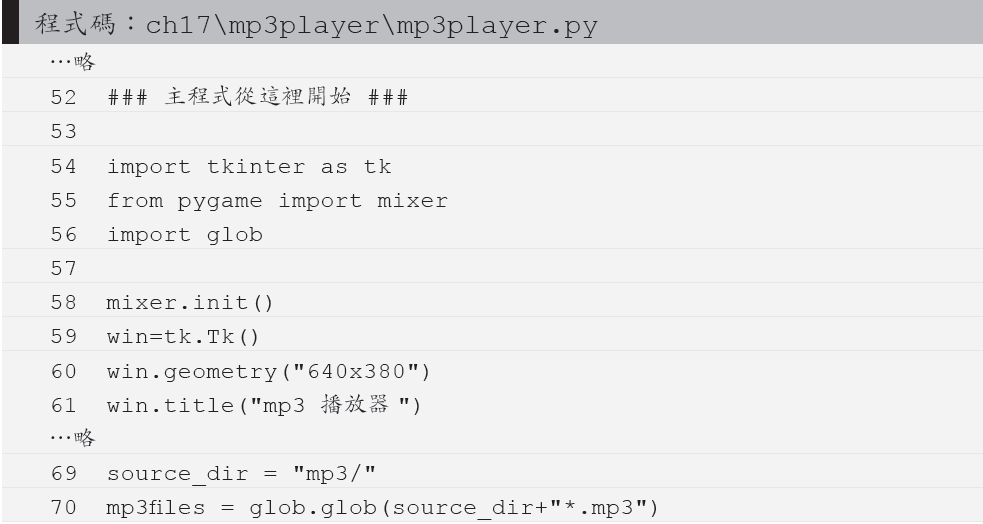 程式碼：ch17\mp3player\mp3player.py
…略
52 ### 主程式從這裡開始 ###
53
54 import tkinter as tk
55 from pygame import mixer
56 import glob
57
58 mixer.init()
59 win=tk.Tk()
60 win.geometry("640x380")
61 win.title("mp3 播放器 ")
…略
69 source_dir = "mp3/"
70 mp3files = glob.glob(source_dir+"*.mp3")